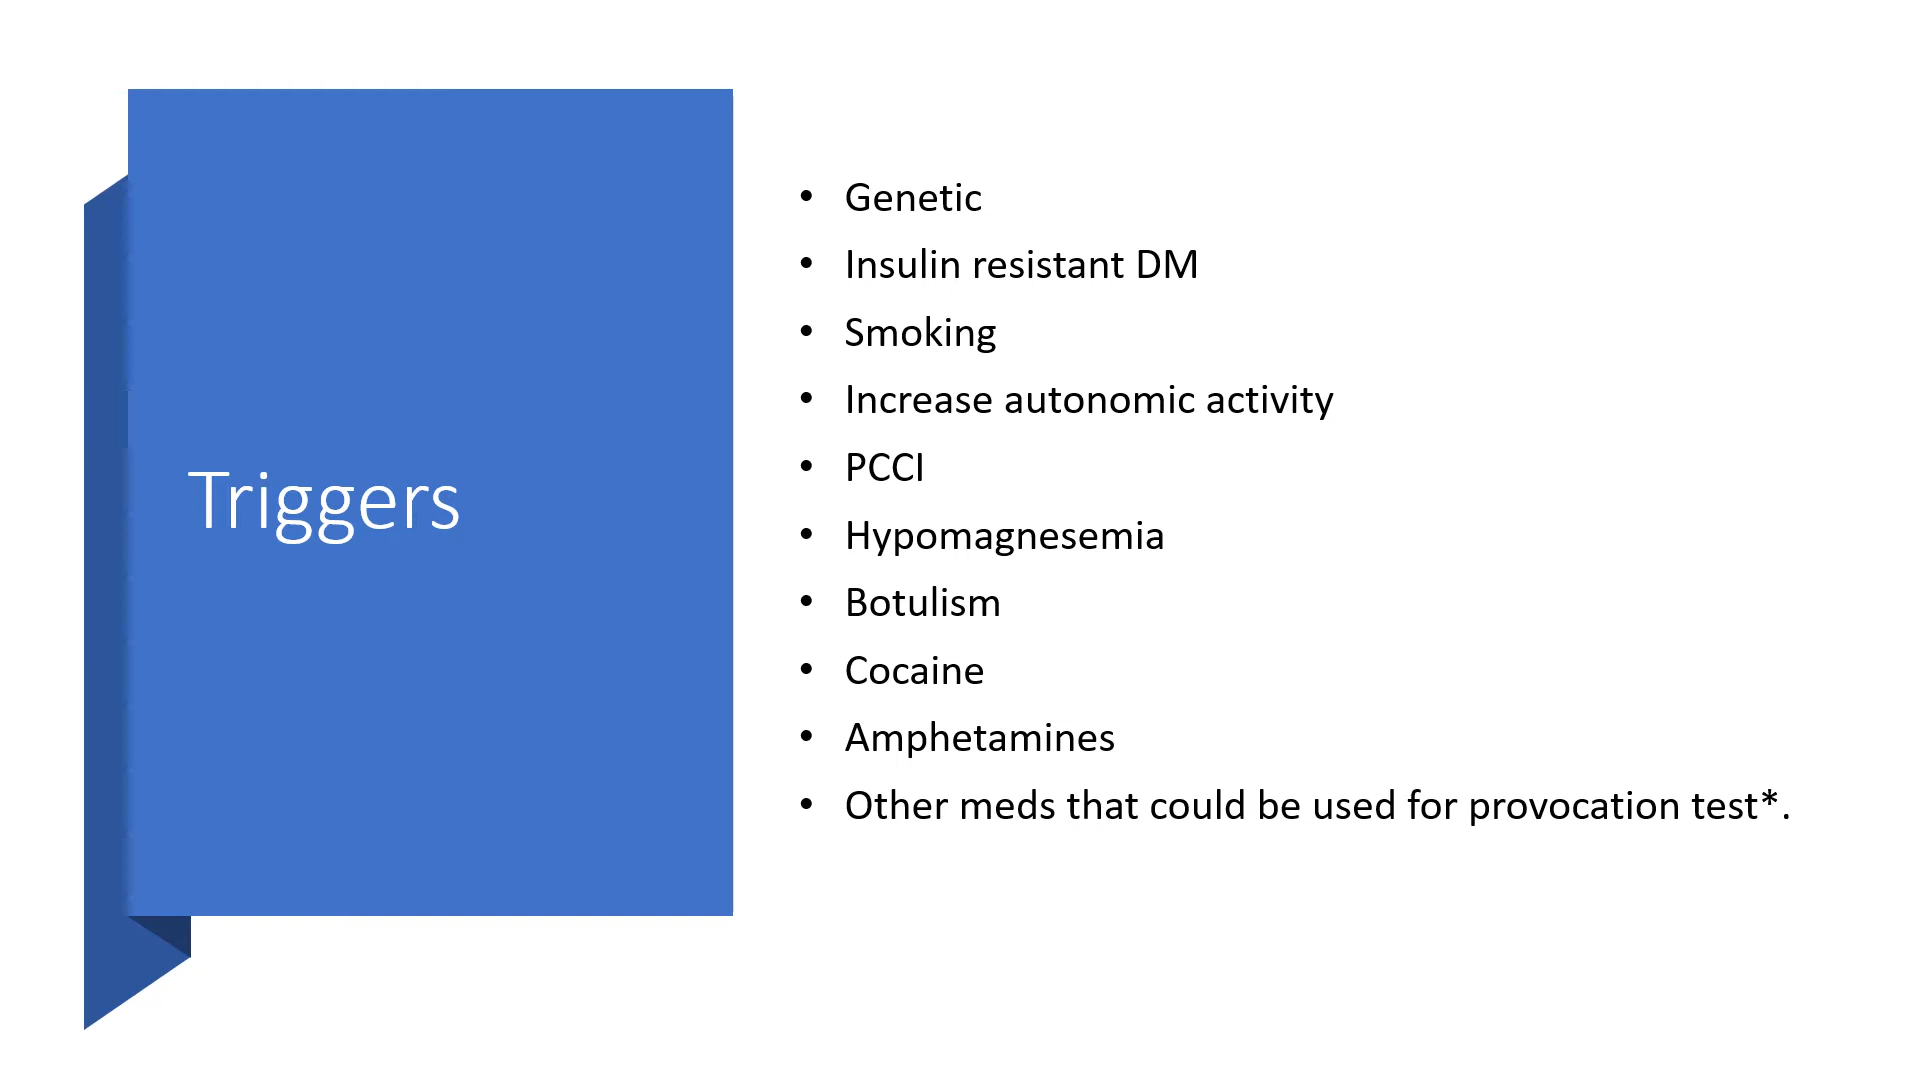 Triggers
• Genetic
• Insulin resistant DM
• Smoking
• Increase autonomic activity
• PCCI
• Hypomagnesemia
• Botulism
• Cocaine
• Amphetamines
• Other meds that could be used for provocation test*.